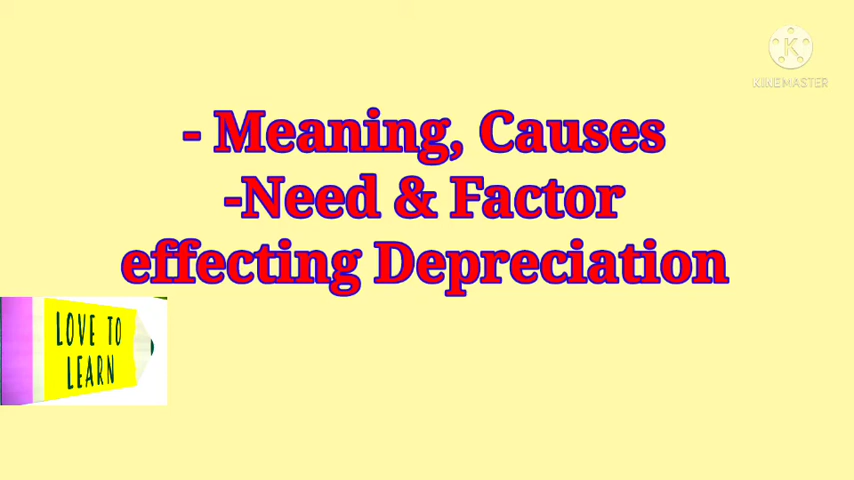 KINEMASTER
- Meaning, Causes
-Need & Factor
effecting Depreciation
LOVE TO
LEARN